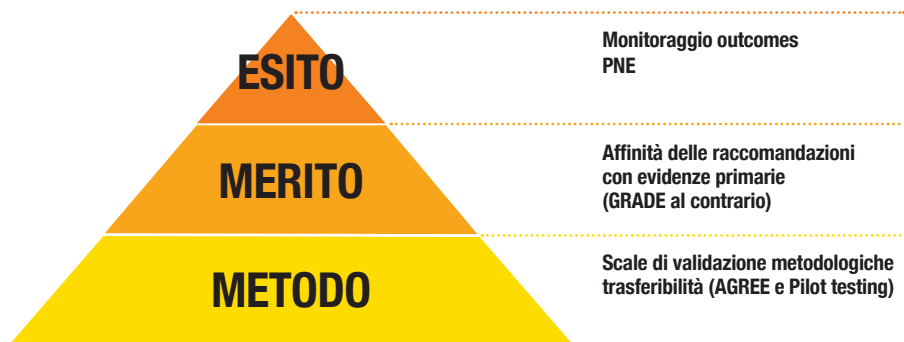 ESITO
Monitoraggio outcomes
PNE
MERITO
Affinità delle raccomandazioni
con evidenze primarie
(GRADE al contrario)
METODO
Scale di validazione metodologiche
trasferibilità (AGREE e Pilot testing)